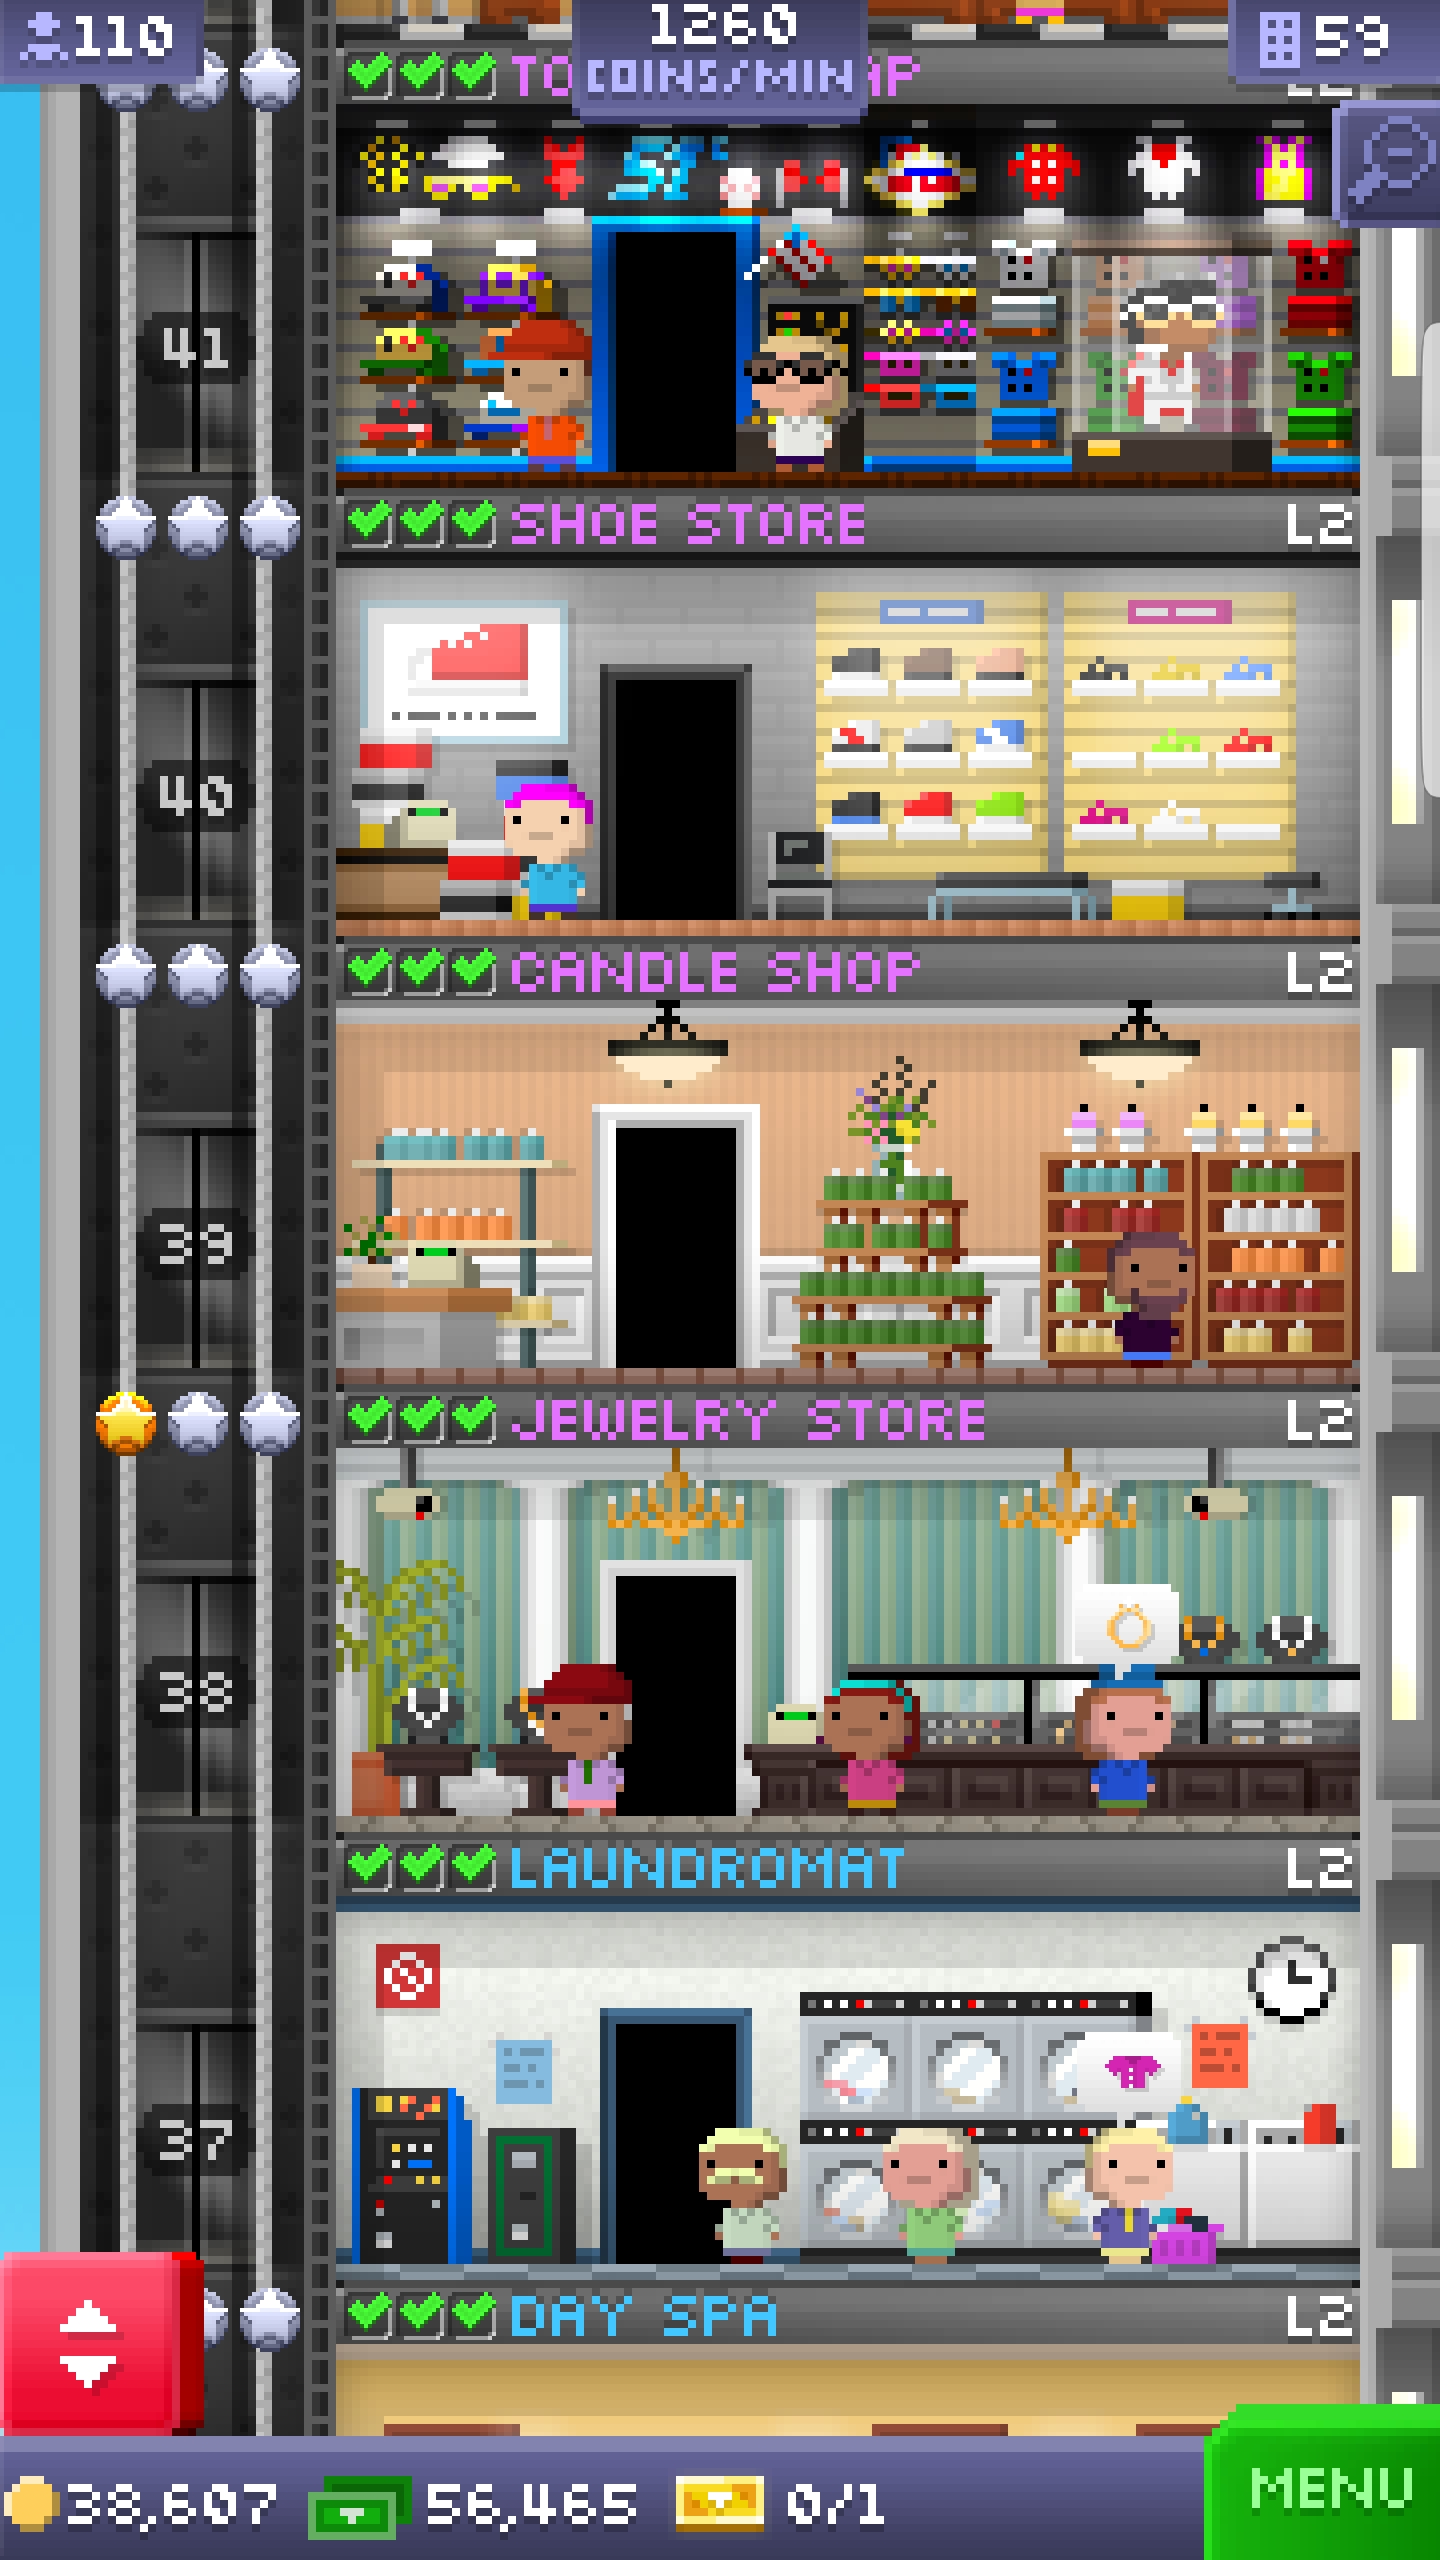 110
1260
COINS/MIN
59
TO
AP
L2
41
SHOE STORE
L2
40
CANDLE SHOP
L2
39
JEWELRY STORE
L2
38
LAUNDROMAT
L2
37
DAY SPA
L2
38,607
56,465
0/1
MENU